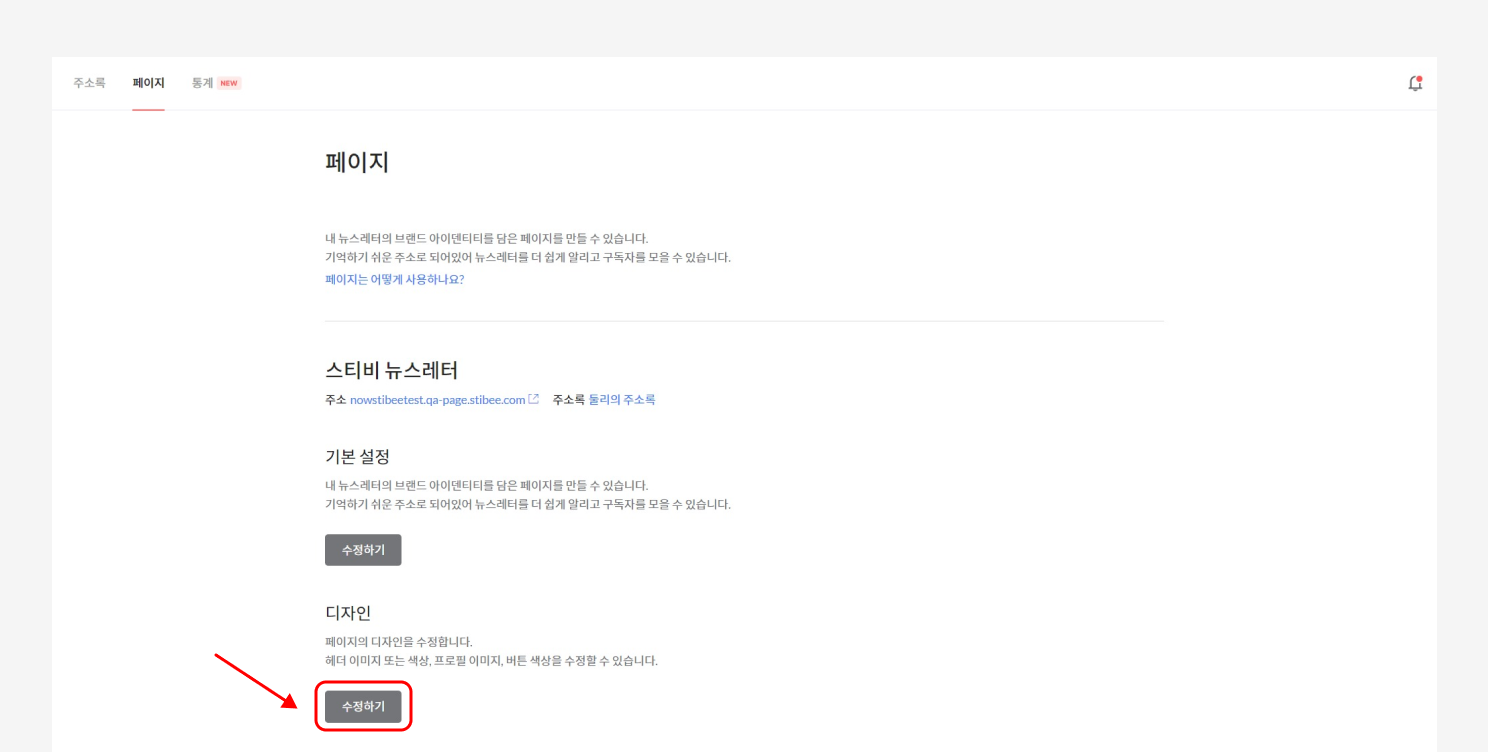 주소록 페이지 통계 NEW
페이지
내 뉴스레터의 브랜드 아이덴티티를 담은 페이지를 만들 수 있습니다.
기억하기 쉬운 주소로 되어있어 뉴스레터를 더 쉽게 알리고 구독자를 모을 수 있습니다.
페이지는 어떻게 사용하나요?
스티비 뉴스레터
주소 nowstibeetest.qa-page.stibee.com 주소록 둘리의 주소록
기본 설정
내 뉴스레터의 브랜드 아이덴티티를 담은 페이지를 만들 수 있습니다.
기억하기 쉬운 주소로 되어있어 뉴스레터를 더 쉽게 알리고 구독자를 모을 수 있습니다.
수정하기
디자인
페이지의 디자인을 수정합니다.
헤더 이미지 또는 색상, 프로필 이미지, 버튼 색상을 수정할 수 있습니다.
수정하기